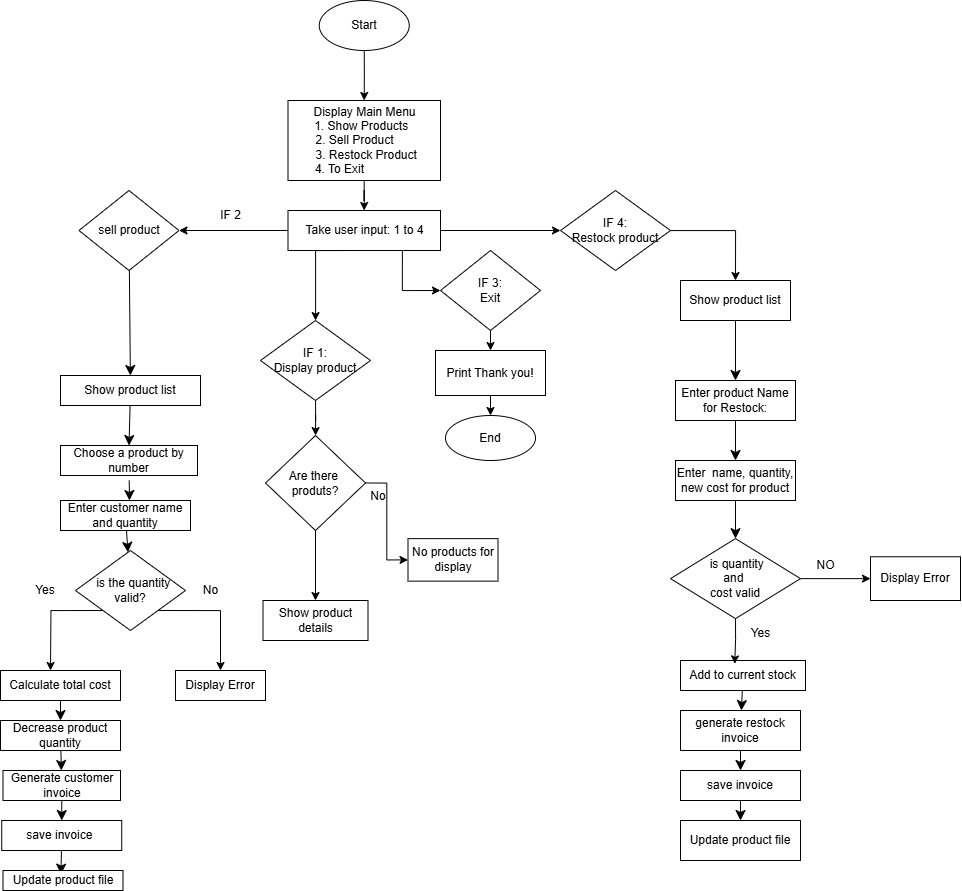 Start
Display Main Menu
1. Show Products
2. Sell Product
3. Restock Product
4. To Exit
IF 2
sell product
Take user input: 1 to 4
IF 4:
Restock product
IF 3:
Exit
Show product list
IF 1:
Display product
Print Thank you!
Show product list
Enter product Name
for Restock:
End
Choose a product by
number
Are there
produts?
No
Enter name, quantity,
new cost for product
Enter customer name
and quantity
No products for
display
is quantity
and
cost valid
NO
Display Error
is the quantity
valid?
Yes
No
Show product
details
Yes
Calculate total cost
Display Error
Add to current stock
Decrease product
quantity
generate restock
invoice
Generate customer
invoice
save invoice
save invoice
Update product file
Update product file